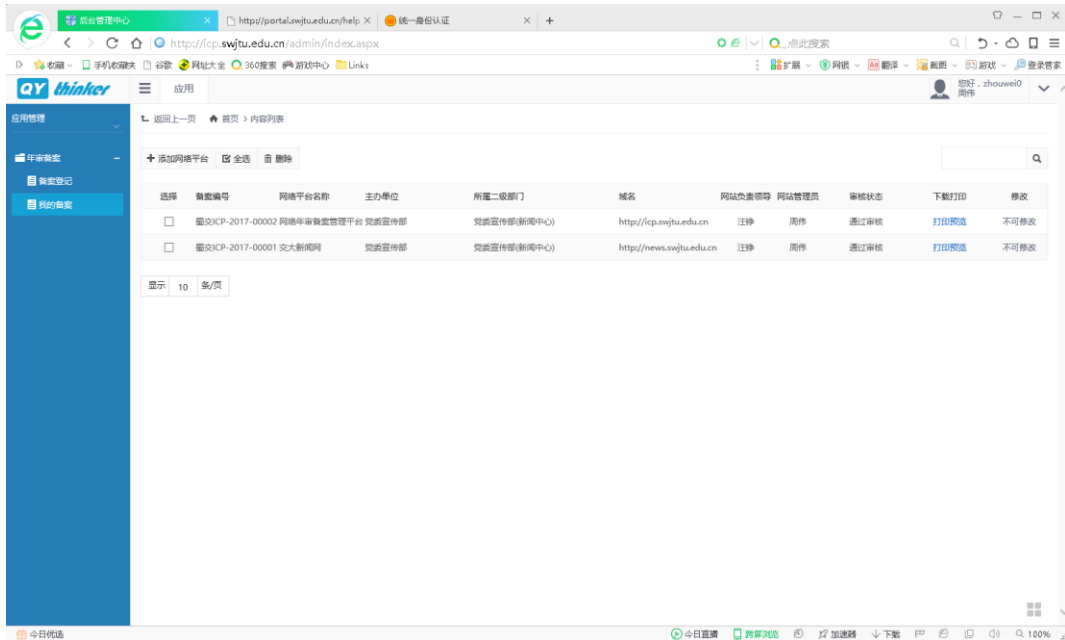 后台管理中心 × http://portal.swjtu.edu.cn/help × 统一身份认证 × +
http://icp.swjtu.edu.cn/admin/index.aspx 点此搜索
收藏 手机收藏夹 谷歌 网址大全 360搜索 游戏中心 Links 扩展 网银 翻译 截图 游戏 登录管家
QY thinker 应用 您好，zhouwei0
周伟
应用管理 返回上一页 首页 > 内容列表
年审备案 - + 添加网络平台 全选 删除
备案登记
我的备案 选择 备案编号 网络平台名称 主办单位 所属二级部门 域名 网站负责领导 网站管理员 审核状态 下载打印 修改
蜀交ICP-2017-00002 网络年审备案管理平台 党委宣传部 党委宣传部(新闻中心) http://icp.swjtu.edu.cn 汪铮 周伟 通过审核 打印预览 不可修改
蜀交ICP-2017-00001 交大新闻网 党委宣传部 党委宣传部(新闻中心) http://news.swjtu.edu.cn 汪铮 周伟 通过审核 打印预览 不可修改
显示 10 条/页
今日优选 今日直播 跨屏浏览 加速器 下载 100%